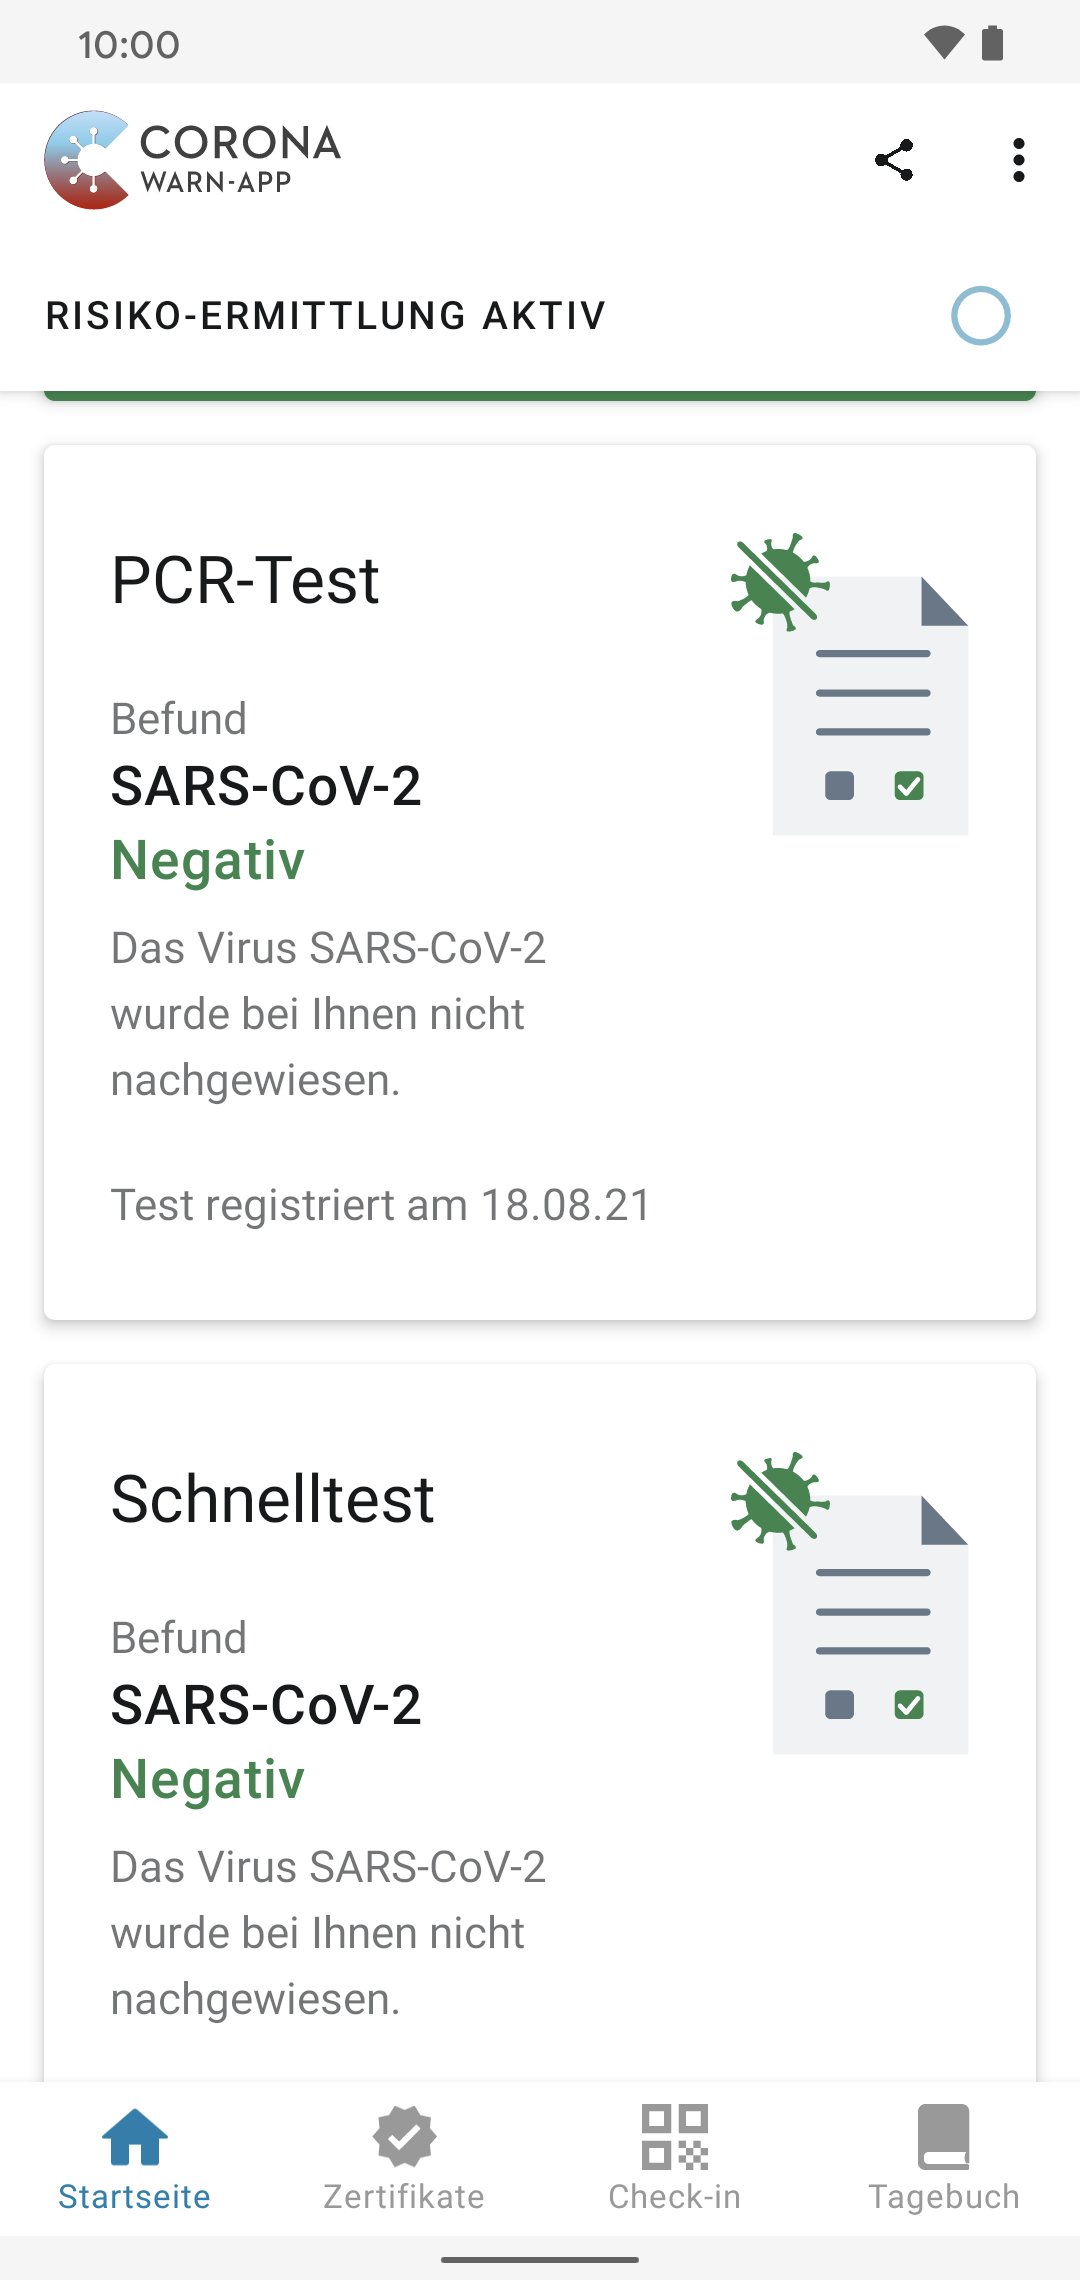 10:00
CORONA
WARN-APP
RISIKO-ERMITTLUNG AKTIV
PCR-Test
Befund
SARS-CoV-2
Negativ
Das Virus SARS-CoV-2
wurde bei Ihnen nicht
nachgewiesen.
Test registriert am 18.08.21
Schnelltest
Befund
SARS-CoV-2
Negativ
Das Virus SARS-CoV-2
wurde bei Ihnen nicht
nachgewiesen.
Startseite
Zertifikate
Check-in
Tagebuch